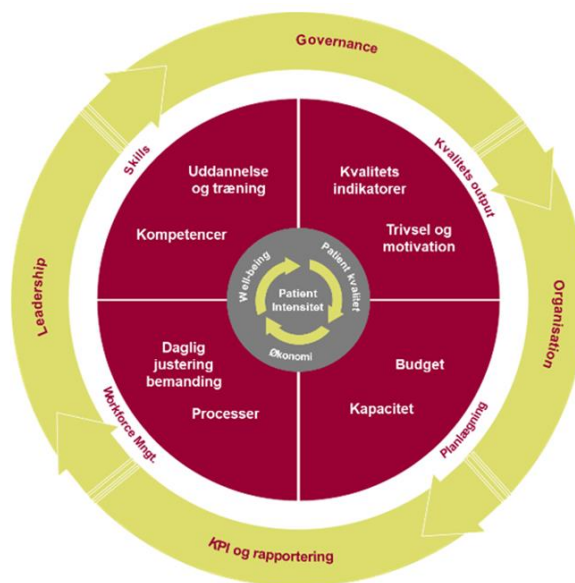 Governance
Skills
Kvalitets output
Uddannelse
og træning
Kvalitets
indikatorer
Kompetencer
Trivsel og
motivation
Leadership
Organisation
Well-being
Patient kvalitet
Patient
Intensitet
Økonomi
Daglig
justering
bemanding
Processer
Budget
Kapacitet
Workforce Mngt.
Planlægning
KPI og rapportering